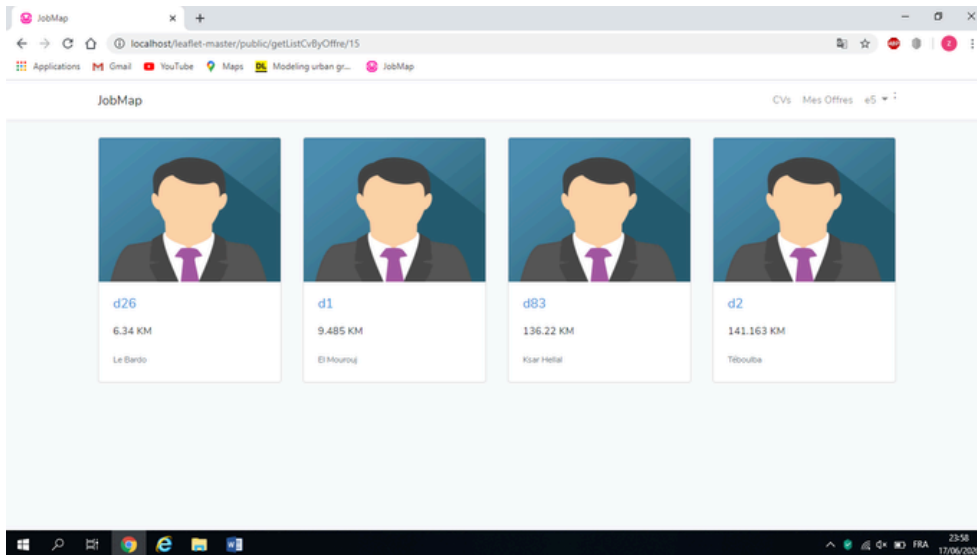 JobMap
localhost/leaflet-master/public/getListCvByOffre/15
Applications Gmail YouTube Maps DL Modeling urban gr... JobMap
JobMap CVs Mes Offres e5
d26 d1 d83 d2
6.34 KM 9.485 KM 136.22 KM 141.163 KM
Le Bardo El Mourouj Ksar Hellal Téboulba
FRA 23:58